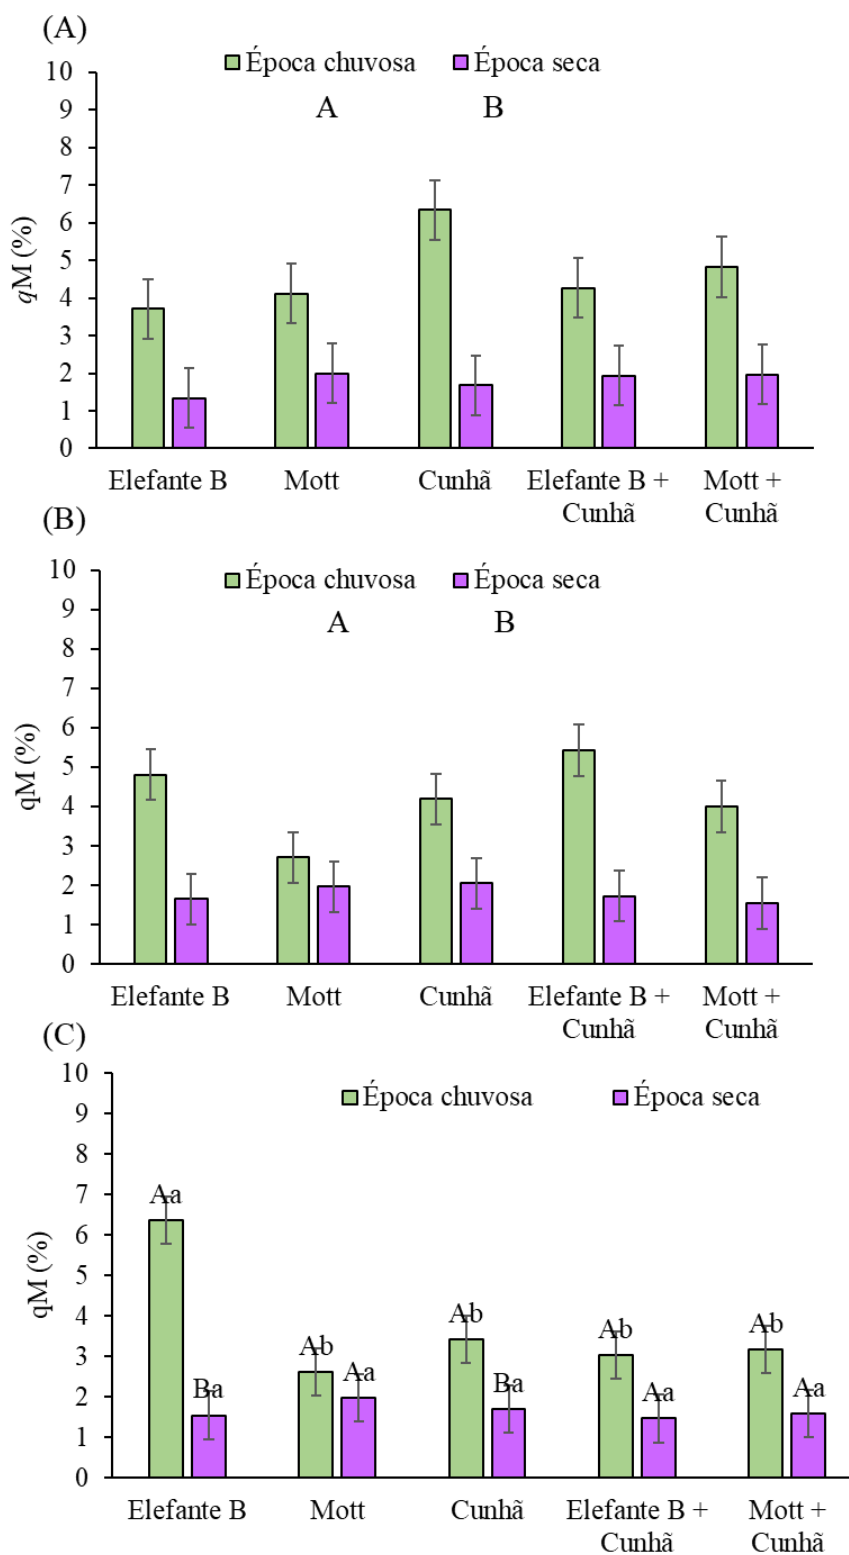 (A)
Época chuvosa Época seca
A B
10
9
8
7
6
5
4
3
2
1
0
qM (%)
Elefante B Mott Cunhã Elefante B + Mott +
Cunhã Cunhã
(B)
Época chuvosa Época seca
A B
10
9
8
7
6
5
4
3
2
1
0
qM (%)
Elefante B Mott Cunhã Elefante B + Mott +
Cunhã Cunhã
(C)
Época chuvosa Época seca
10
9
8
7
6
5
4
3
2
1
0
qM (%)
Aa Ba Ab Aa Ab Ba Ab Aa Ab Aa
Elefante B Mott Cunhã Elefante B + Mott +
Cunhã Cunhã